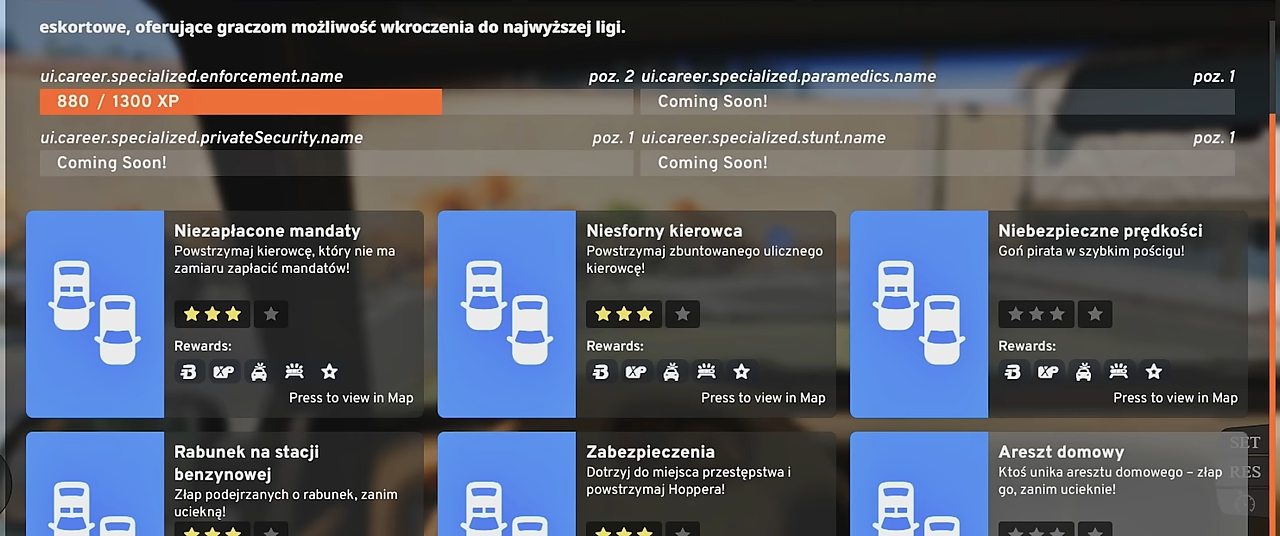 eskortowe, oferujące graczom możliwość wkroczenia do najwyższej ligi.
ui.career.specialized.enforcement.name poz. 2
880 / 1300 XP
ui.career.specialized.paramedics.name poz. 1
Coming Soon!
ui.career.specialized.privateSecurity.name poz. 1
Coming Soon!
ui.career.specialized.stunt.name poz. 1
Coming Soon!
Niezapłacone mandaty
Powstrzymaj kierowcę, który nie ma
zamiaru zapłacić mandatów!
Rewards:
XP
Press to view in Map
Niesforny kierowca
Powstrzymaj zbuntowanego ulicznego
kierowcę!
Rewards:
XP
Press to view in Map
Niebezpieczne prędkości
Goń pirata w szybkim pościgu!
Rewards:
XP
Press to view in Map
Rabunek na stacji
benzynowej
Złap podejrzanych o rabunek, zanim
uciekną!
Zabezpieczenia
Dotrzyj do miejsca przestępstwa i
powstrzymaj Hoppera!
Areszt domowy
Ktoś unika aresztu domowego – złap
go, zanim ucieknie!
SET
RES